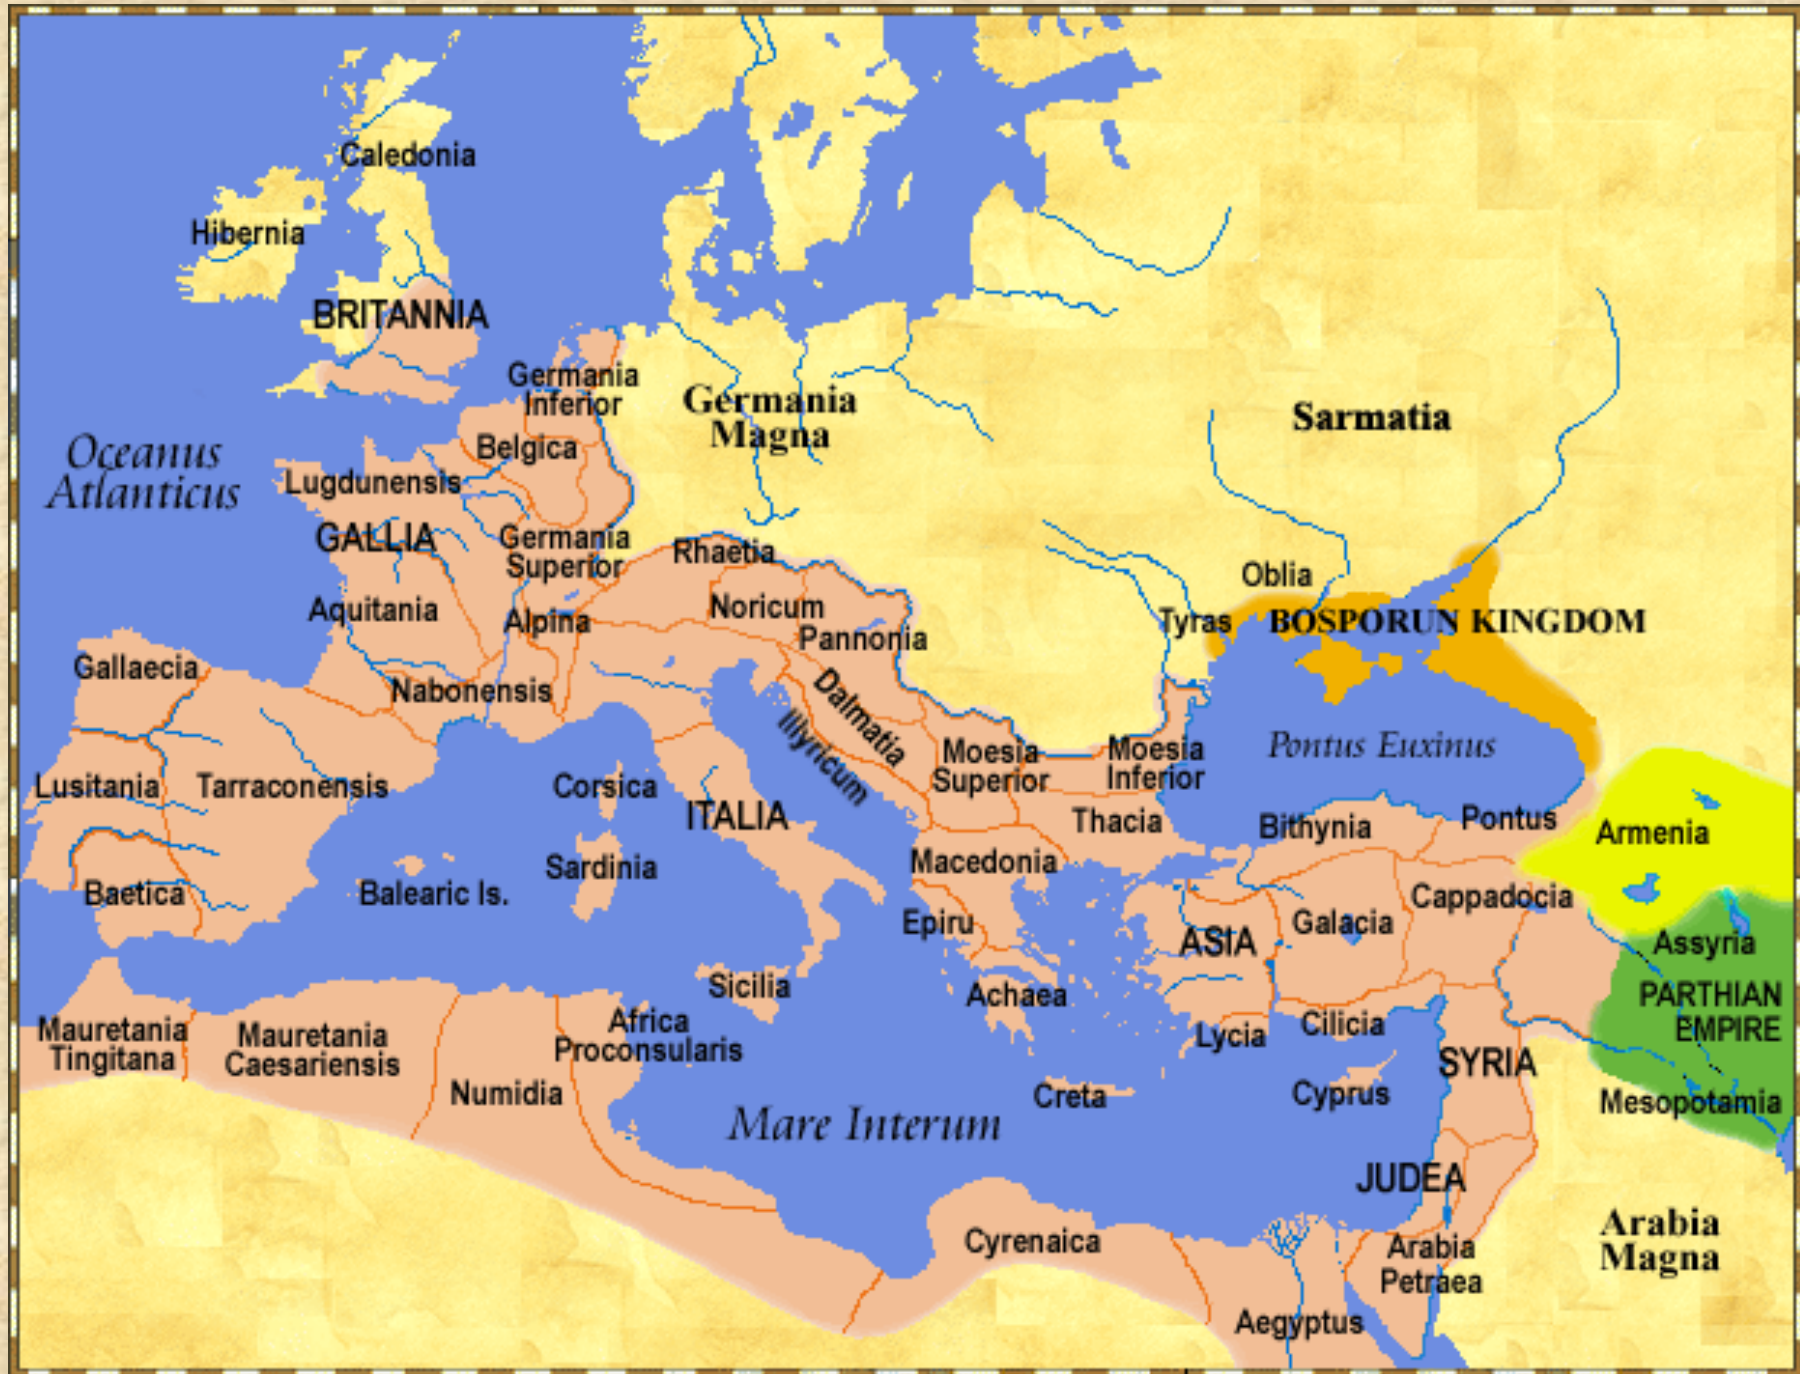 Caledonia
Hibernia
BRITANNIA
Germania
Inferior
Germania
Magna
Sarmatia
Oceanus
Atlanticus
Belgica
Lugdunensis
GALLIA
Germania
Superior
Rhaetia
Oblia
Aquitania
Alpina
Noricum
Pannonia
Tyras
BOSPORUN KINGDOM
Gallaecia
Nabonensis
Dalmatia
Illyricum
Moesia
Superior
Moesia
Inferior
Pontus Euxinus
Lusitania
Tarraconensis
Corsica
ITALIA
Thacia
Bithynia
Pontus
Armenia
Sardinia
Macedonia
Baetica
Balearic Is.
Epiru
ASIA
Galacia
Cappadocia
Assyria
PARTHIAN
EMPIRE
Sicilia
Achaea
Mauretania
Tingitana
Mauretania
Caesariensis
Africa
Proconsularis
Lycia
Cilicia
SYRIA
Numidia
Mare Interum
Creta
Cyprus
Mesopotamia
JUDEA
Cyrenaica
Arabia
Petraea
Arabia
Magna
Aegyptus